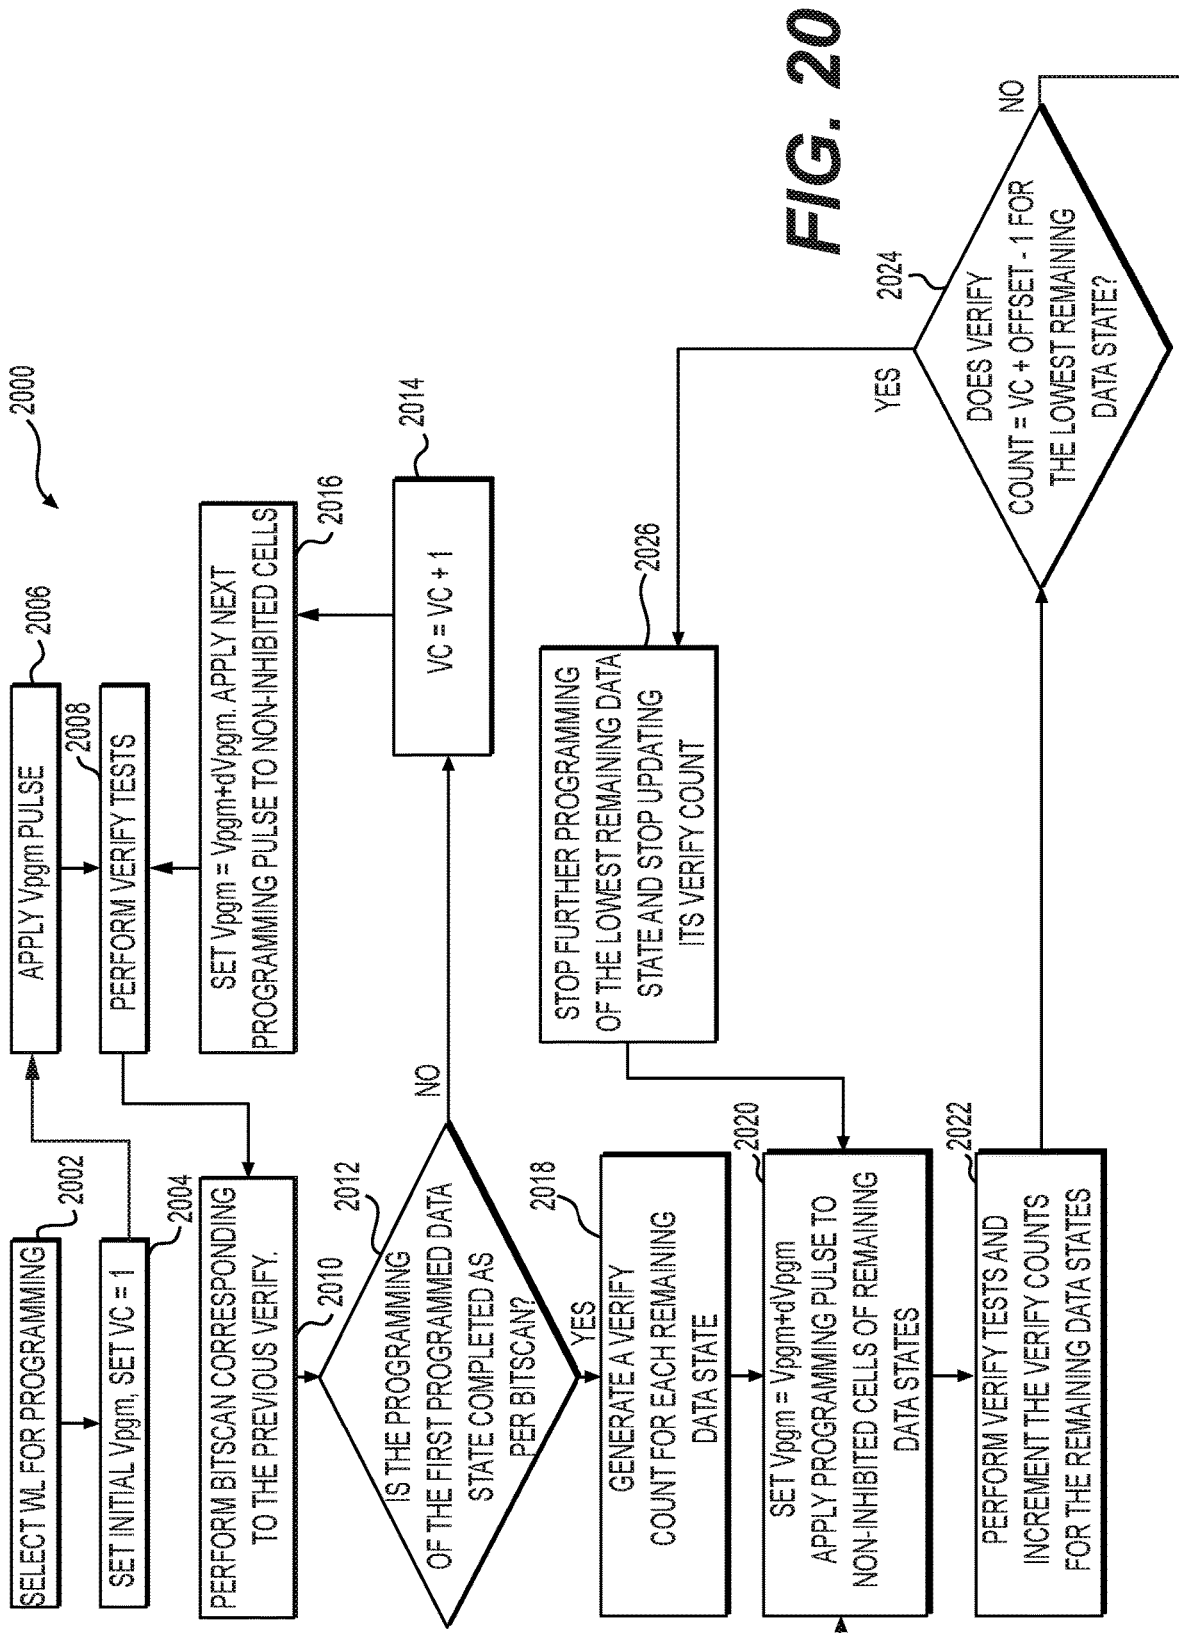 2000
SELECT WL FOR PROGRAMMING
2002
SET INITIAL Vpgm, SET VC = 1
2004
APPLY Vpgm PULSE
2006
PERFORM VERIFY TESTS
2008
PERFORM BITSCAN CORRESPONDING
TO THE PREVIOUS VERIFY.
2010
SET Vpgm = Vpgm+dVpgm. APPLY NEXT
PROGRAMMING PULSE TO NON-INHIBITED CELLS
2016
IS THE PROGRAMMING
OF THE FIRST PROGRAMMED DATA
STATE COMPLETED AS
PER BITSCAN?
2012
NO
VC = VC + 1
2014
YES
GENERATE A VERIFY
COUNT FOR EACH REMAINING
DATA STATE
2018
STOP FURTHER PROGRAMMING
OF THE LOWEST REMAINING DATA
STATE AND STOP UPDATING
ITS VERIFY COUNT
2026
SET Vpgm = Vpgm+dVpgm
APPLY PROGRAMMING PULSE TO
NON-INHIBITED CELLS OF REMAINING
DATA STATES
2020
PERFORM VERIFY TESTS AND
INCREMENT THE VERIFY COUNTS
FOR THE REMAINING DATA STATES
2022
DOES VERIFY
COUNT = VC + OFFSET - 1 FOR
THE LOWEST REMAINING
DATA STATE?
2024
YES
NO
FIG. 20